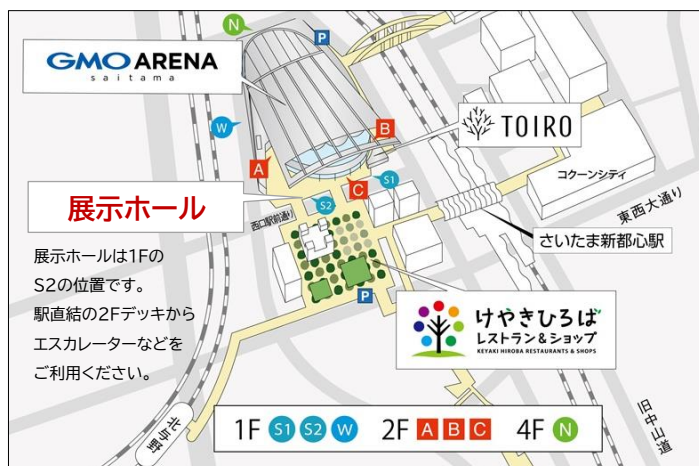 GMO ARENA
saitama
N
P
W
B
TOIRO
A
S1
C
コクーンシティ
展示ホール
S2
西口駅前通り
東西大通り
さいたま新都心駅
展示ホールは1Fの
S2の位置です。
駅直結の2Fデッキから
エスカレーターなどを
ご利用ください。
P
けやきひろば
レストラン&ショップ
KEYAKI HIROBA RESTAURANTS & SHOPS
北与野
1F S1 S2 W 2F A B C 4F N
旧中山道